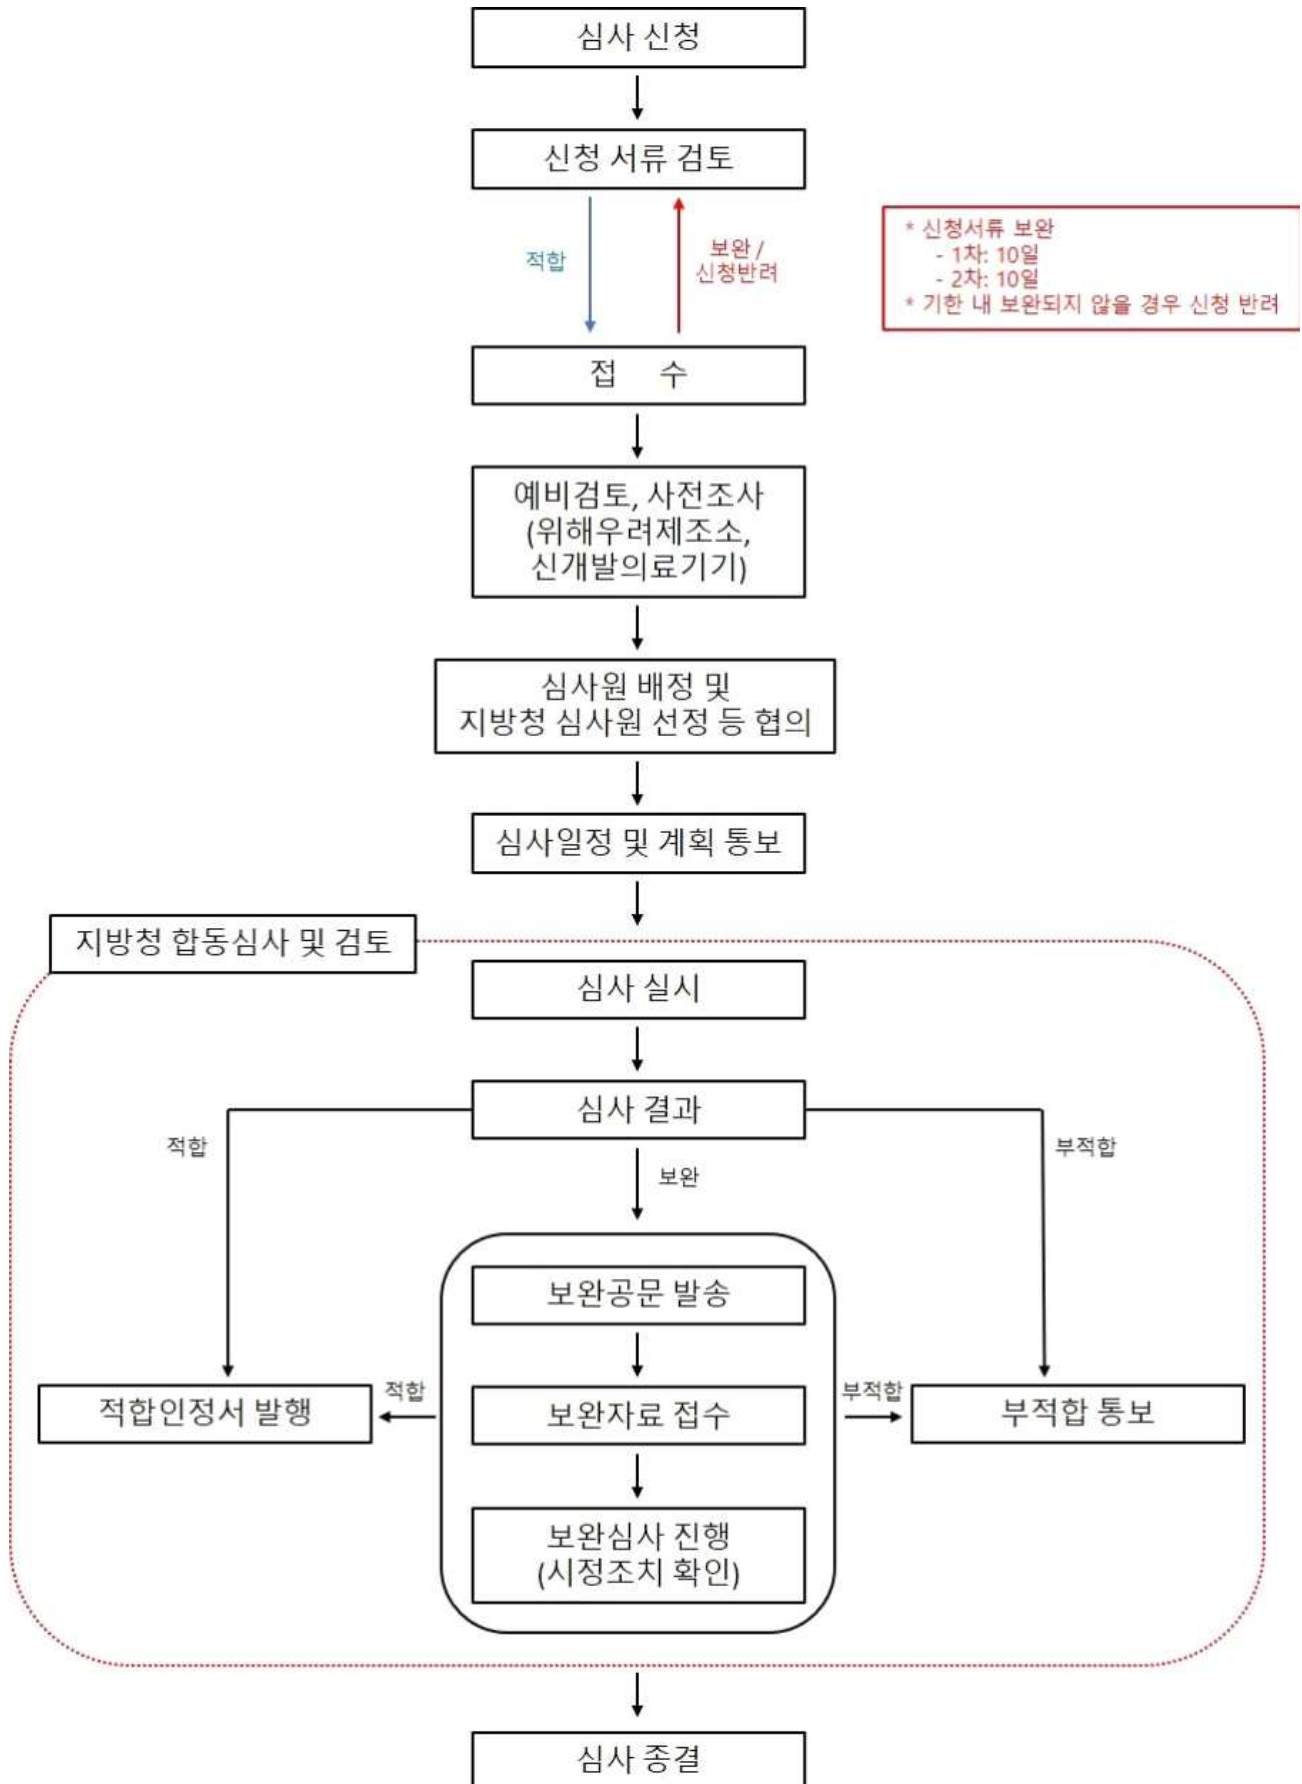 심사 신청
신청 서류 검토
적합
보완 /
신청반려
* 신청서류 보완
- 1차: 10일
- 2차: 10일
* 기한 내 보완되지 않을 경우 신청 반려
접 수
예비검토, 사전조사
(위해우려제조소,
신개발의료기기)
심사원 배정 및
지방청 심사원 선정 등 협의
심사일정 및 계획 통보
지방청 합동심사 및 검토
심사 실시
심사 결과
적합
보완
부적합
보완공문 발송
적합인정서 발행
적합
보완자료 접수
부적합
부적합 통보
보완심사 진행
(시정조치 확인)
심사 종결